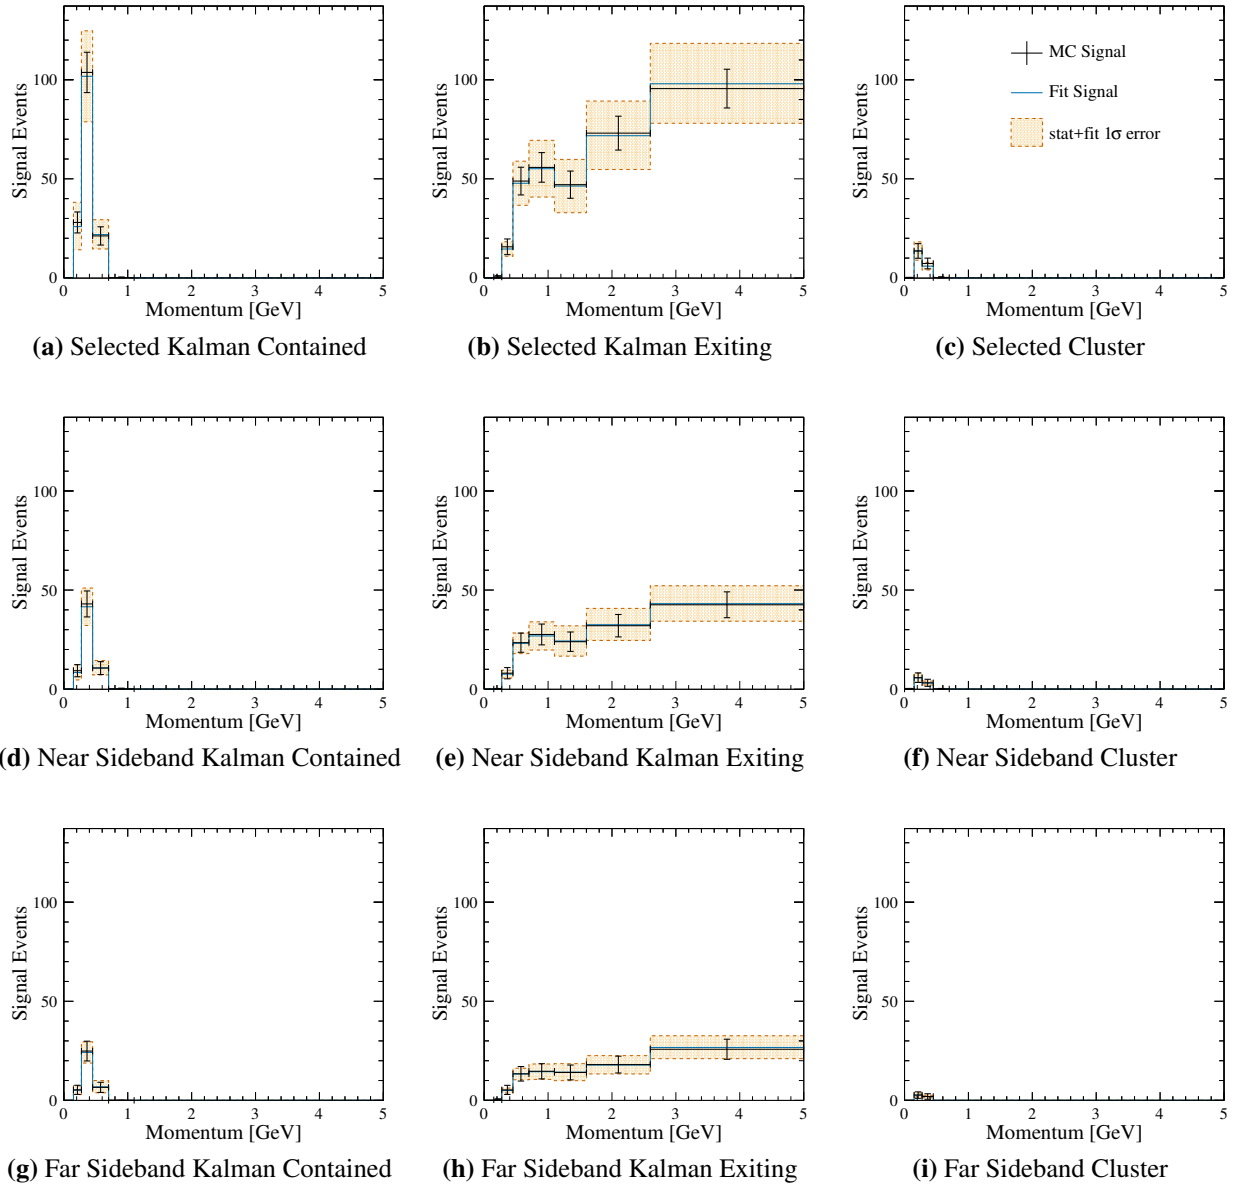 Signal Events
100
50
0
0 1 2 3 4 5
Momentum [GeV]
(a) Selected Kalman Contained
Signal Events
100
50
0
0 1 2 3 4 5
Momentum [GeV]
(b) Selected Kalman Exiting
Signal Events
100
50
0
MC Signal
Fit Signal
stat+fit 1σ error
0 1 2 3 4 5
Momentum [GeV]
(c) Selected Cluster
Signal Events
100
50
0
0 1 2 3 4 5
Momentum [GeV]
(d) Near Sideband Kalman Contained
Signal Events
100
50
0
0 1 2 3 4 5
Momentum [GeV]
(e) Near Sideband Kalman Exiting
Signal Events
100
50
0
0 1 2 3 4 5
Momentum [GeV]
(f) Near Sideband Cluster
Signal Events
100
50
0
0 1 2 3 4 5
Momentum [GeV]
(g) Far Sideband Kalman Contained
Signal Events
100
50
0
0 1 2 3 4 5
Momentum [GeV]
(h) Far Sideband Kalman Exiting
Signal Events
100
50
0
0 1 2 3 4 5
Momentum [GeV]
(i) Far Sideband Cluster